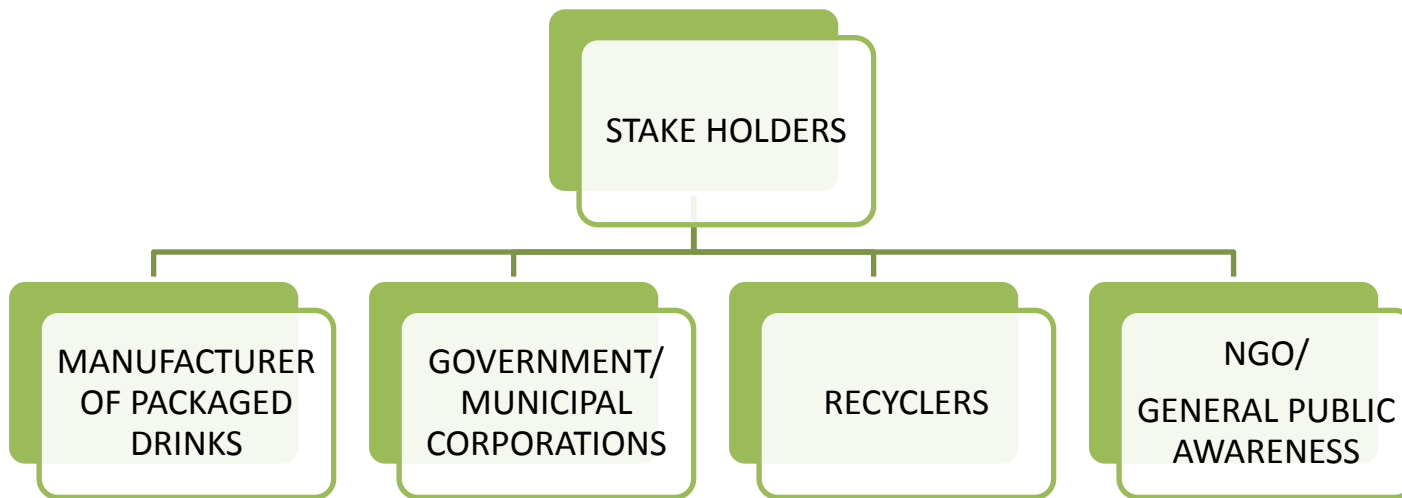 STAKE HOLDERS
MANUFACTURER
OF PACKAGED
DRINKS
GOVERNMENT/
MUNICIPAL
CORPORATIONS
RECYCLERS
NGO/
GENERAL PUBLIC
AWARENESS